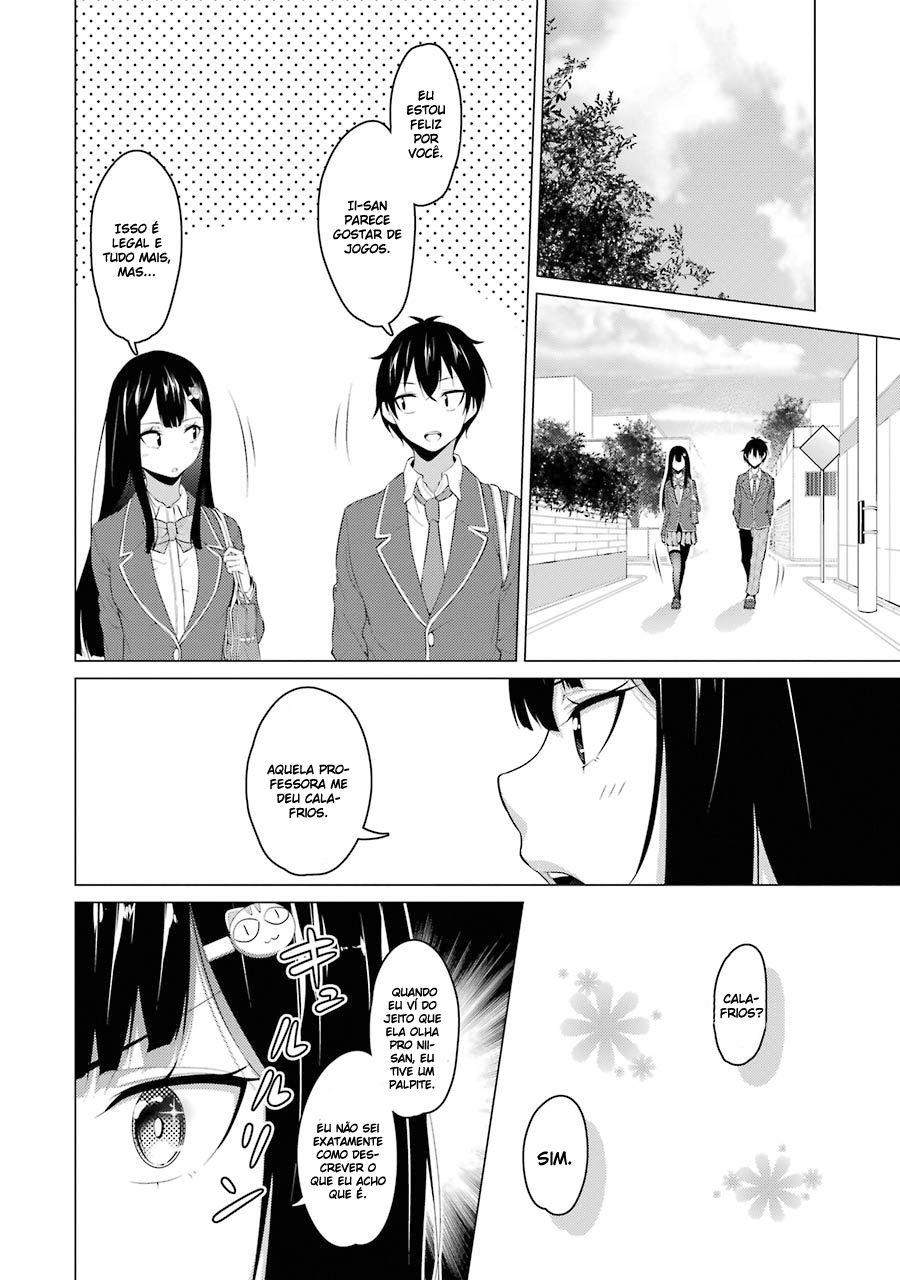 EU
ESTOU
FELIZ
POR
VOCÊ.
II-SAN
PARECE
GOSTAR DE
JOGOS.
ISSO É
LEGAL E
TUDO MAIS,
MAS...
AQUELA PRO-
FESSORA ME
DEU CALA-
FRIOS.
CALA-
FRIOS?
SIM.
QUANDO
EU VÍ DO
JEITO QUE
ELA OLHA
PRO NII-
SAN, EU
TIVE UM
PALPITE.
EU NÃO SEI
EXATAMENTE
COMO DES-
CREVER O
QUE EU ACHO
QUE É.
キュルルルーン